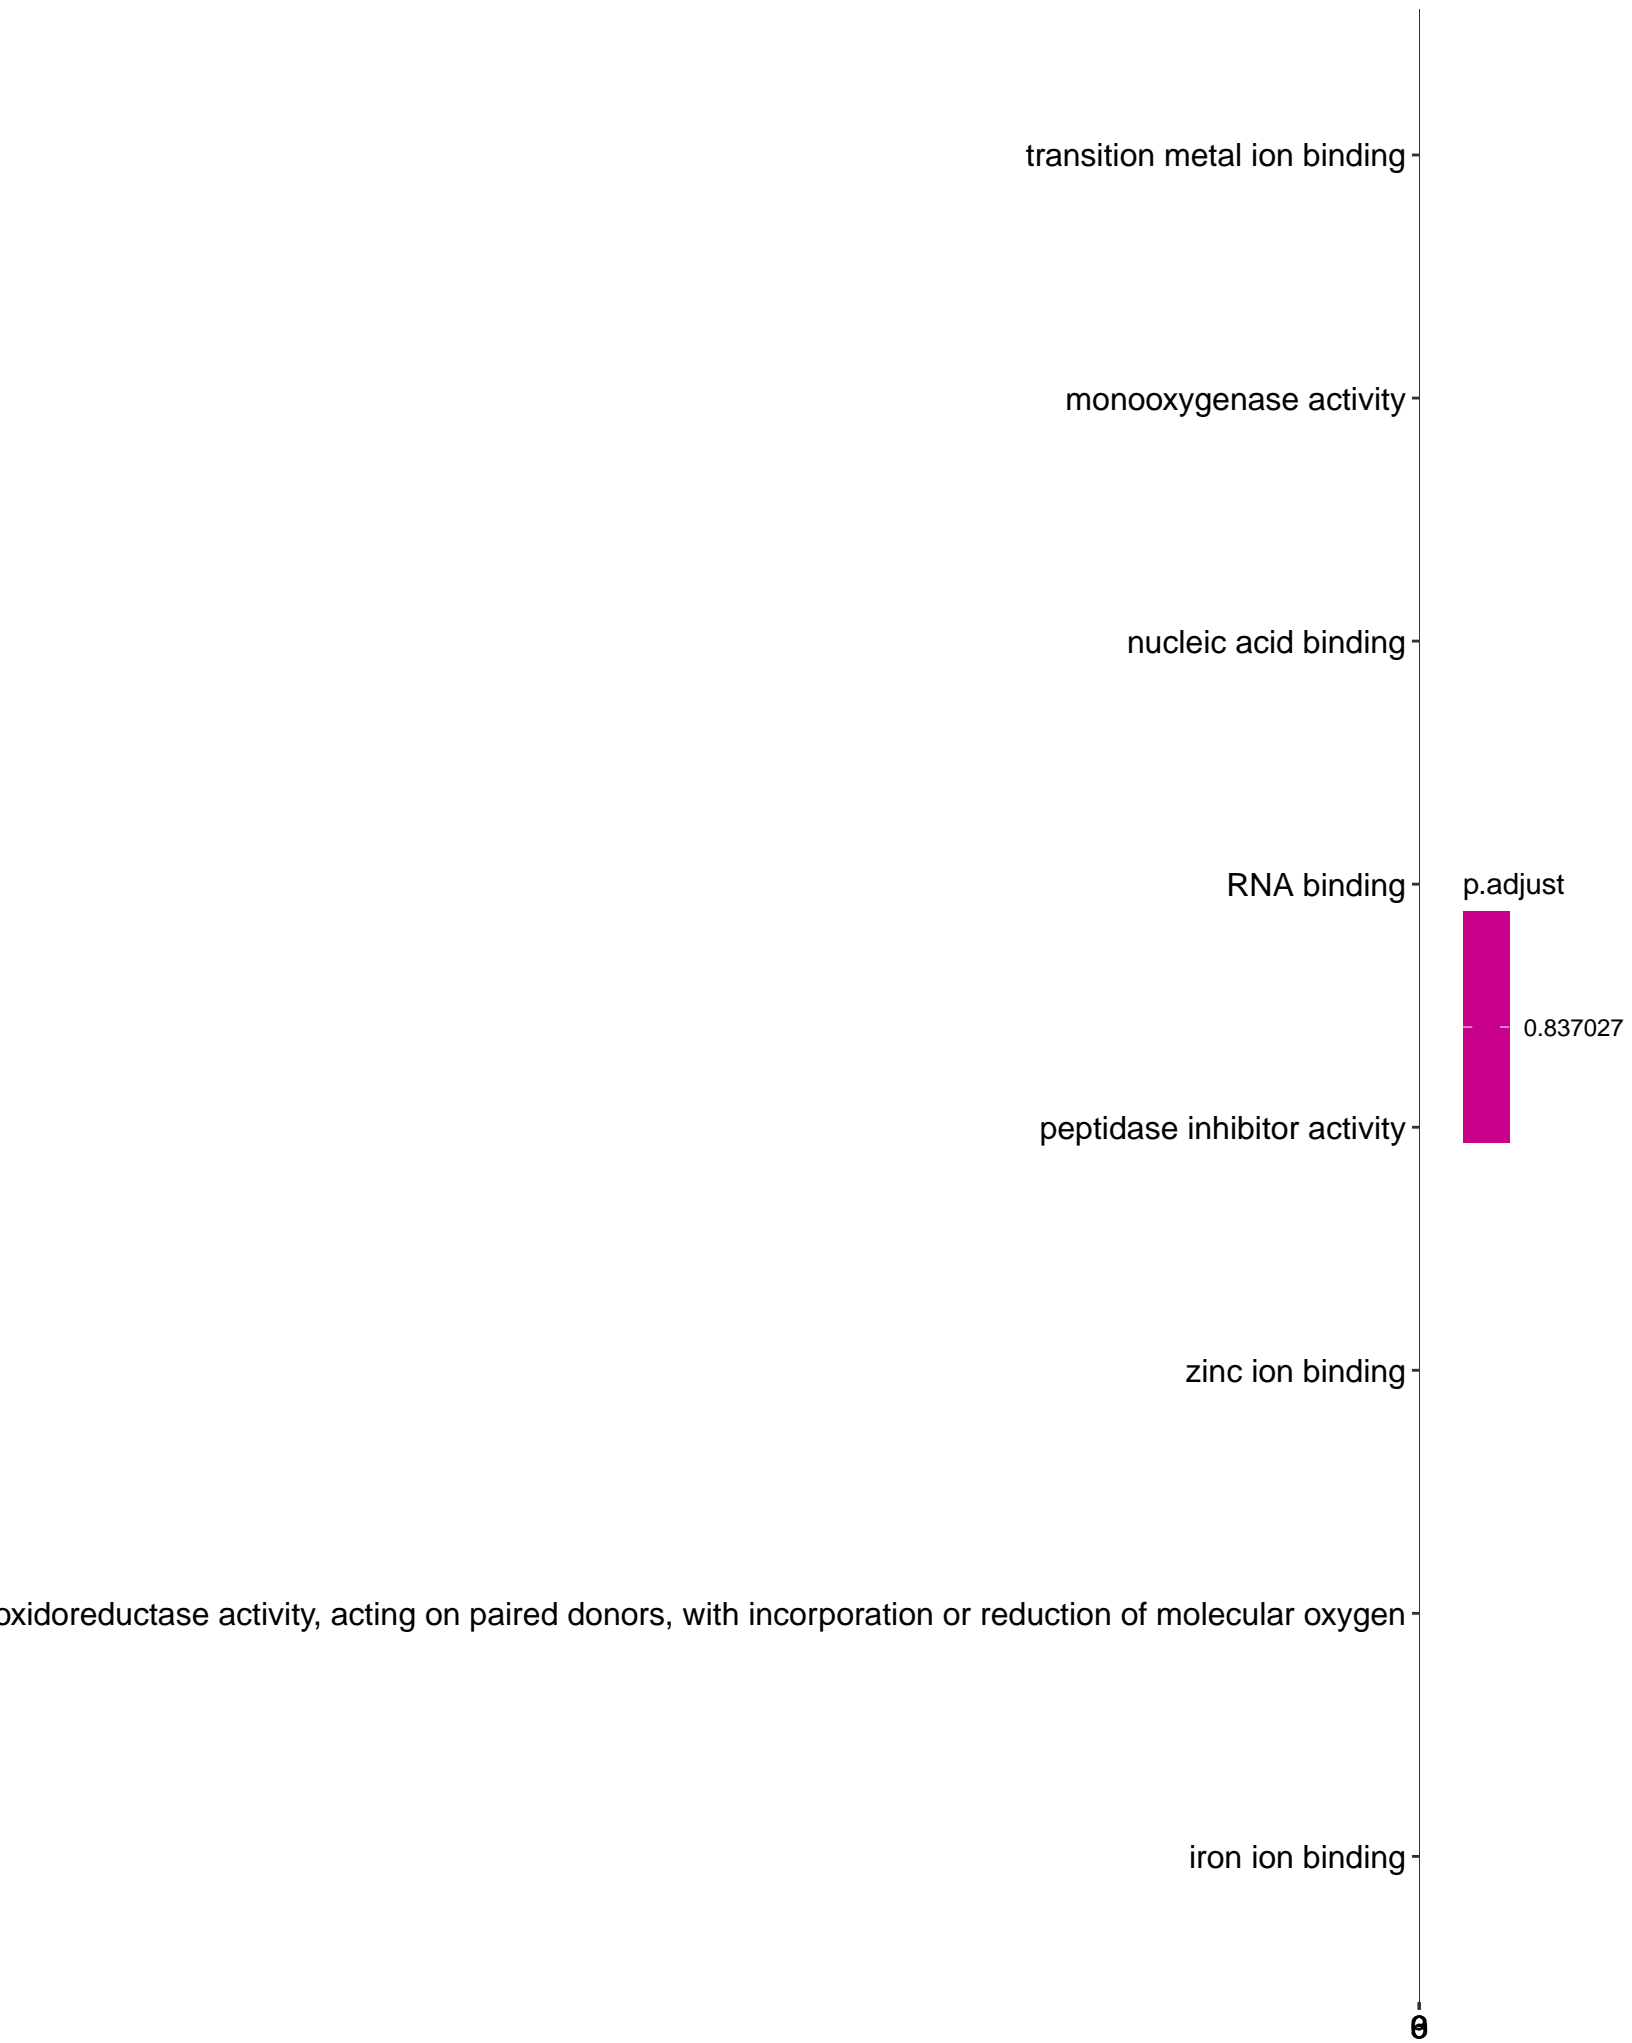 transition metal ion binding
monooxygenase activity
nucleic acid binding
RNA binding
p.adjust
0.837027
peptidase inhibitor activity
zinc ion binding
oxidoreductase activity, acting on paired donors, with incorporation or reduction of molecular oxygen
iron ion binding